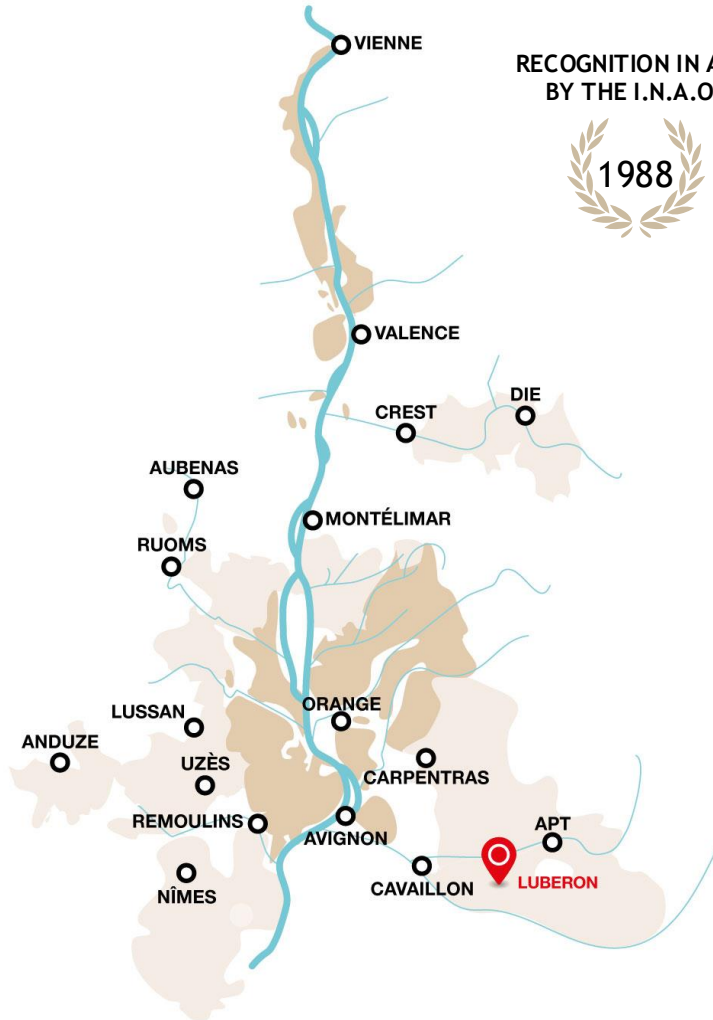 VIENNE
RECOGNITION IN A
BY THE I.N.A.O
1988
VALENCE
DIE
CREST
AUBENAS
MONTÉLIMAR
RUOMS
ORANGE
LUSSAN
ANDUZE
UZÈS
CARPENTRAS
REMOULINS
AVIGNON
APT
CAVAILLON
LUBERON
NÎMES